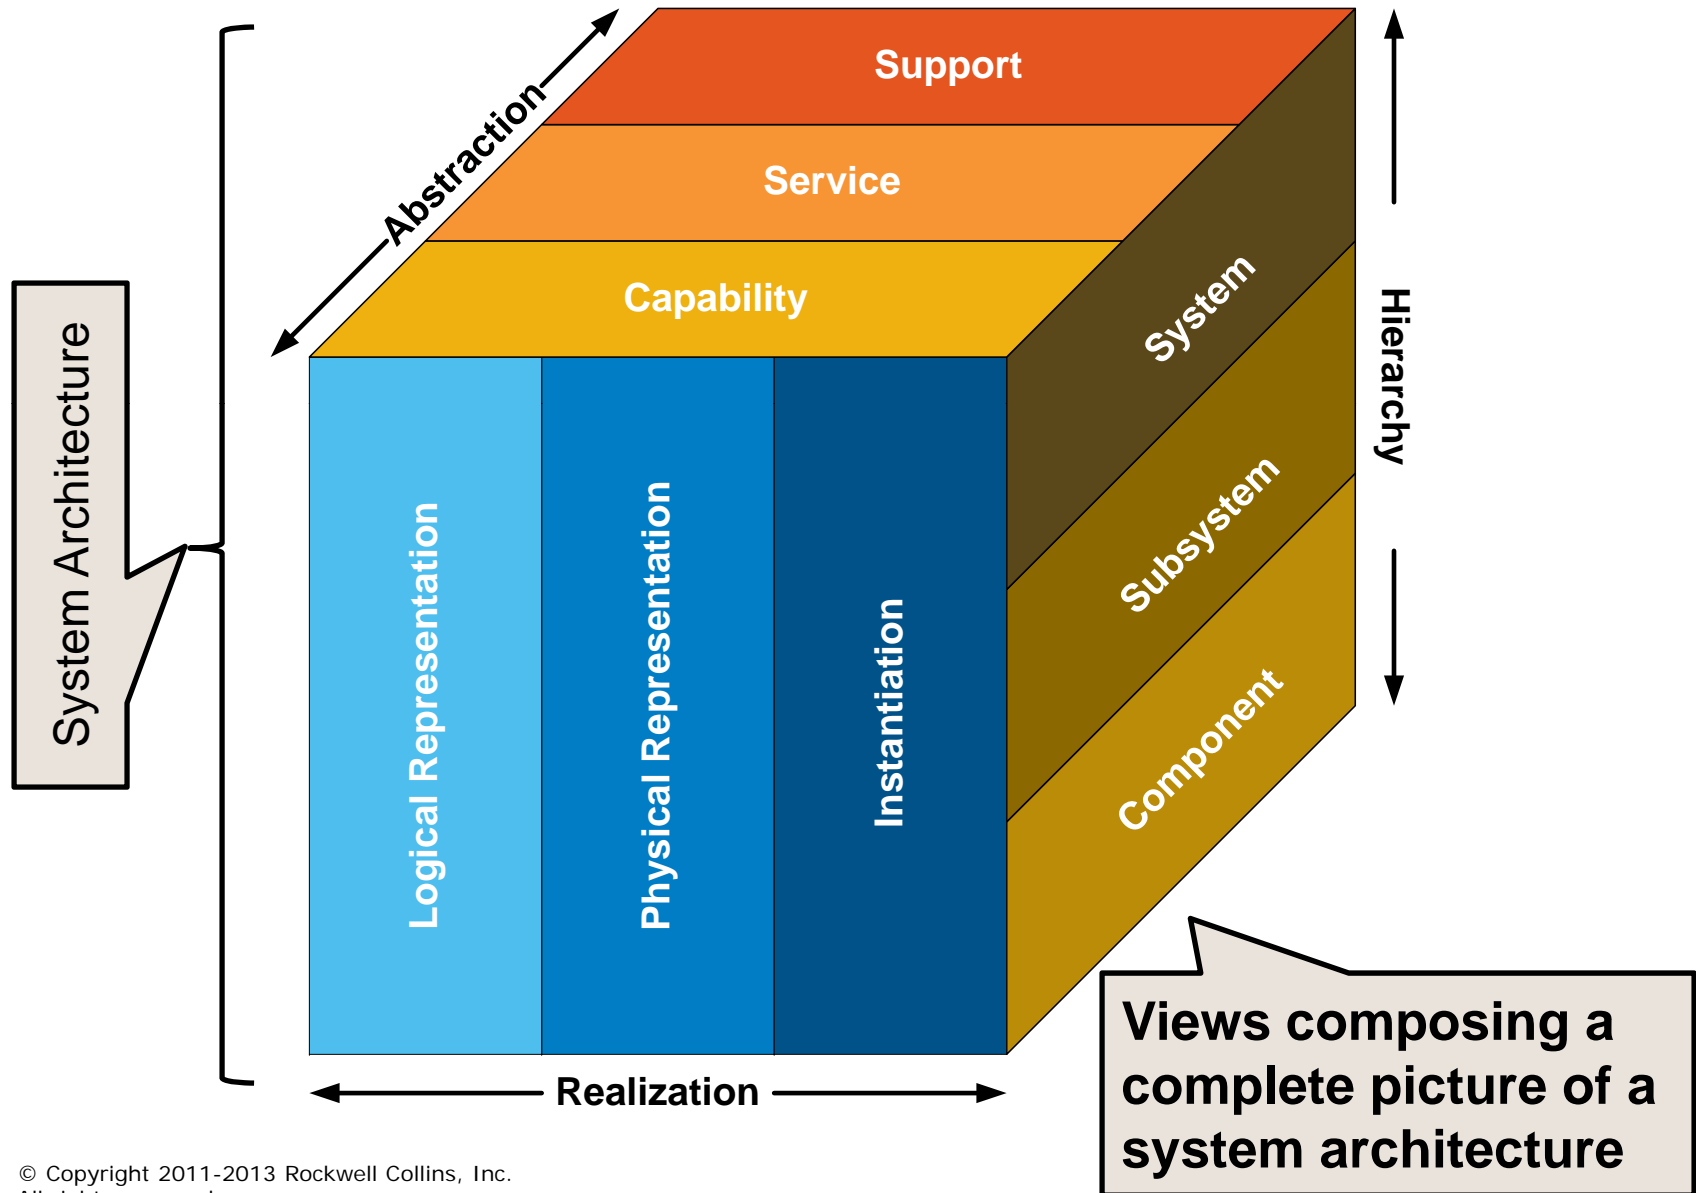 Support
Abstraction
Service
Capability
System
Hierarchy
System Architecture
Subsystem
Logical Representation
Physical Representation
Instantiation
Component
Views composing a
complete picture of a
system architecture
Realization
© Copyright 2011-2013 Rockwell Collins, Inc.